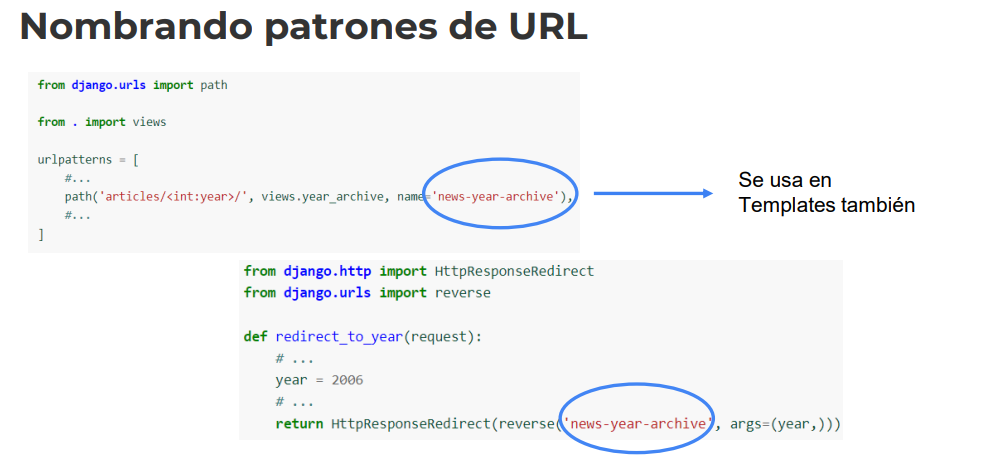 Nombrando patrones de URL
from django.urls import path
from . import views
urlpatterns = [
    #...
    path('articles/<int:year>/', views.year_archive, name='news-year-archive'),
    #...
]
Se usa en
Templates también
from django.http import HttpResponseRedirect
from django.urls import reverse
def redirect_to_year(request):
    # ...
    year = 2006
    # ...
    return HttpResponseRedirect(reverse('news-year-archive', args=(year,)))